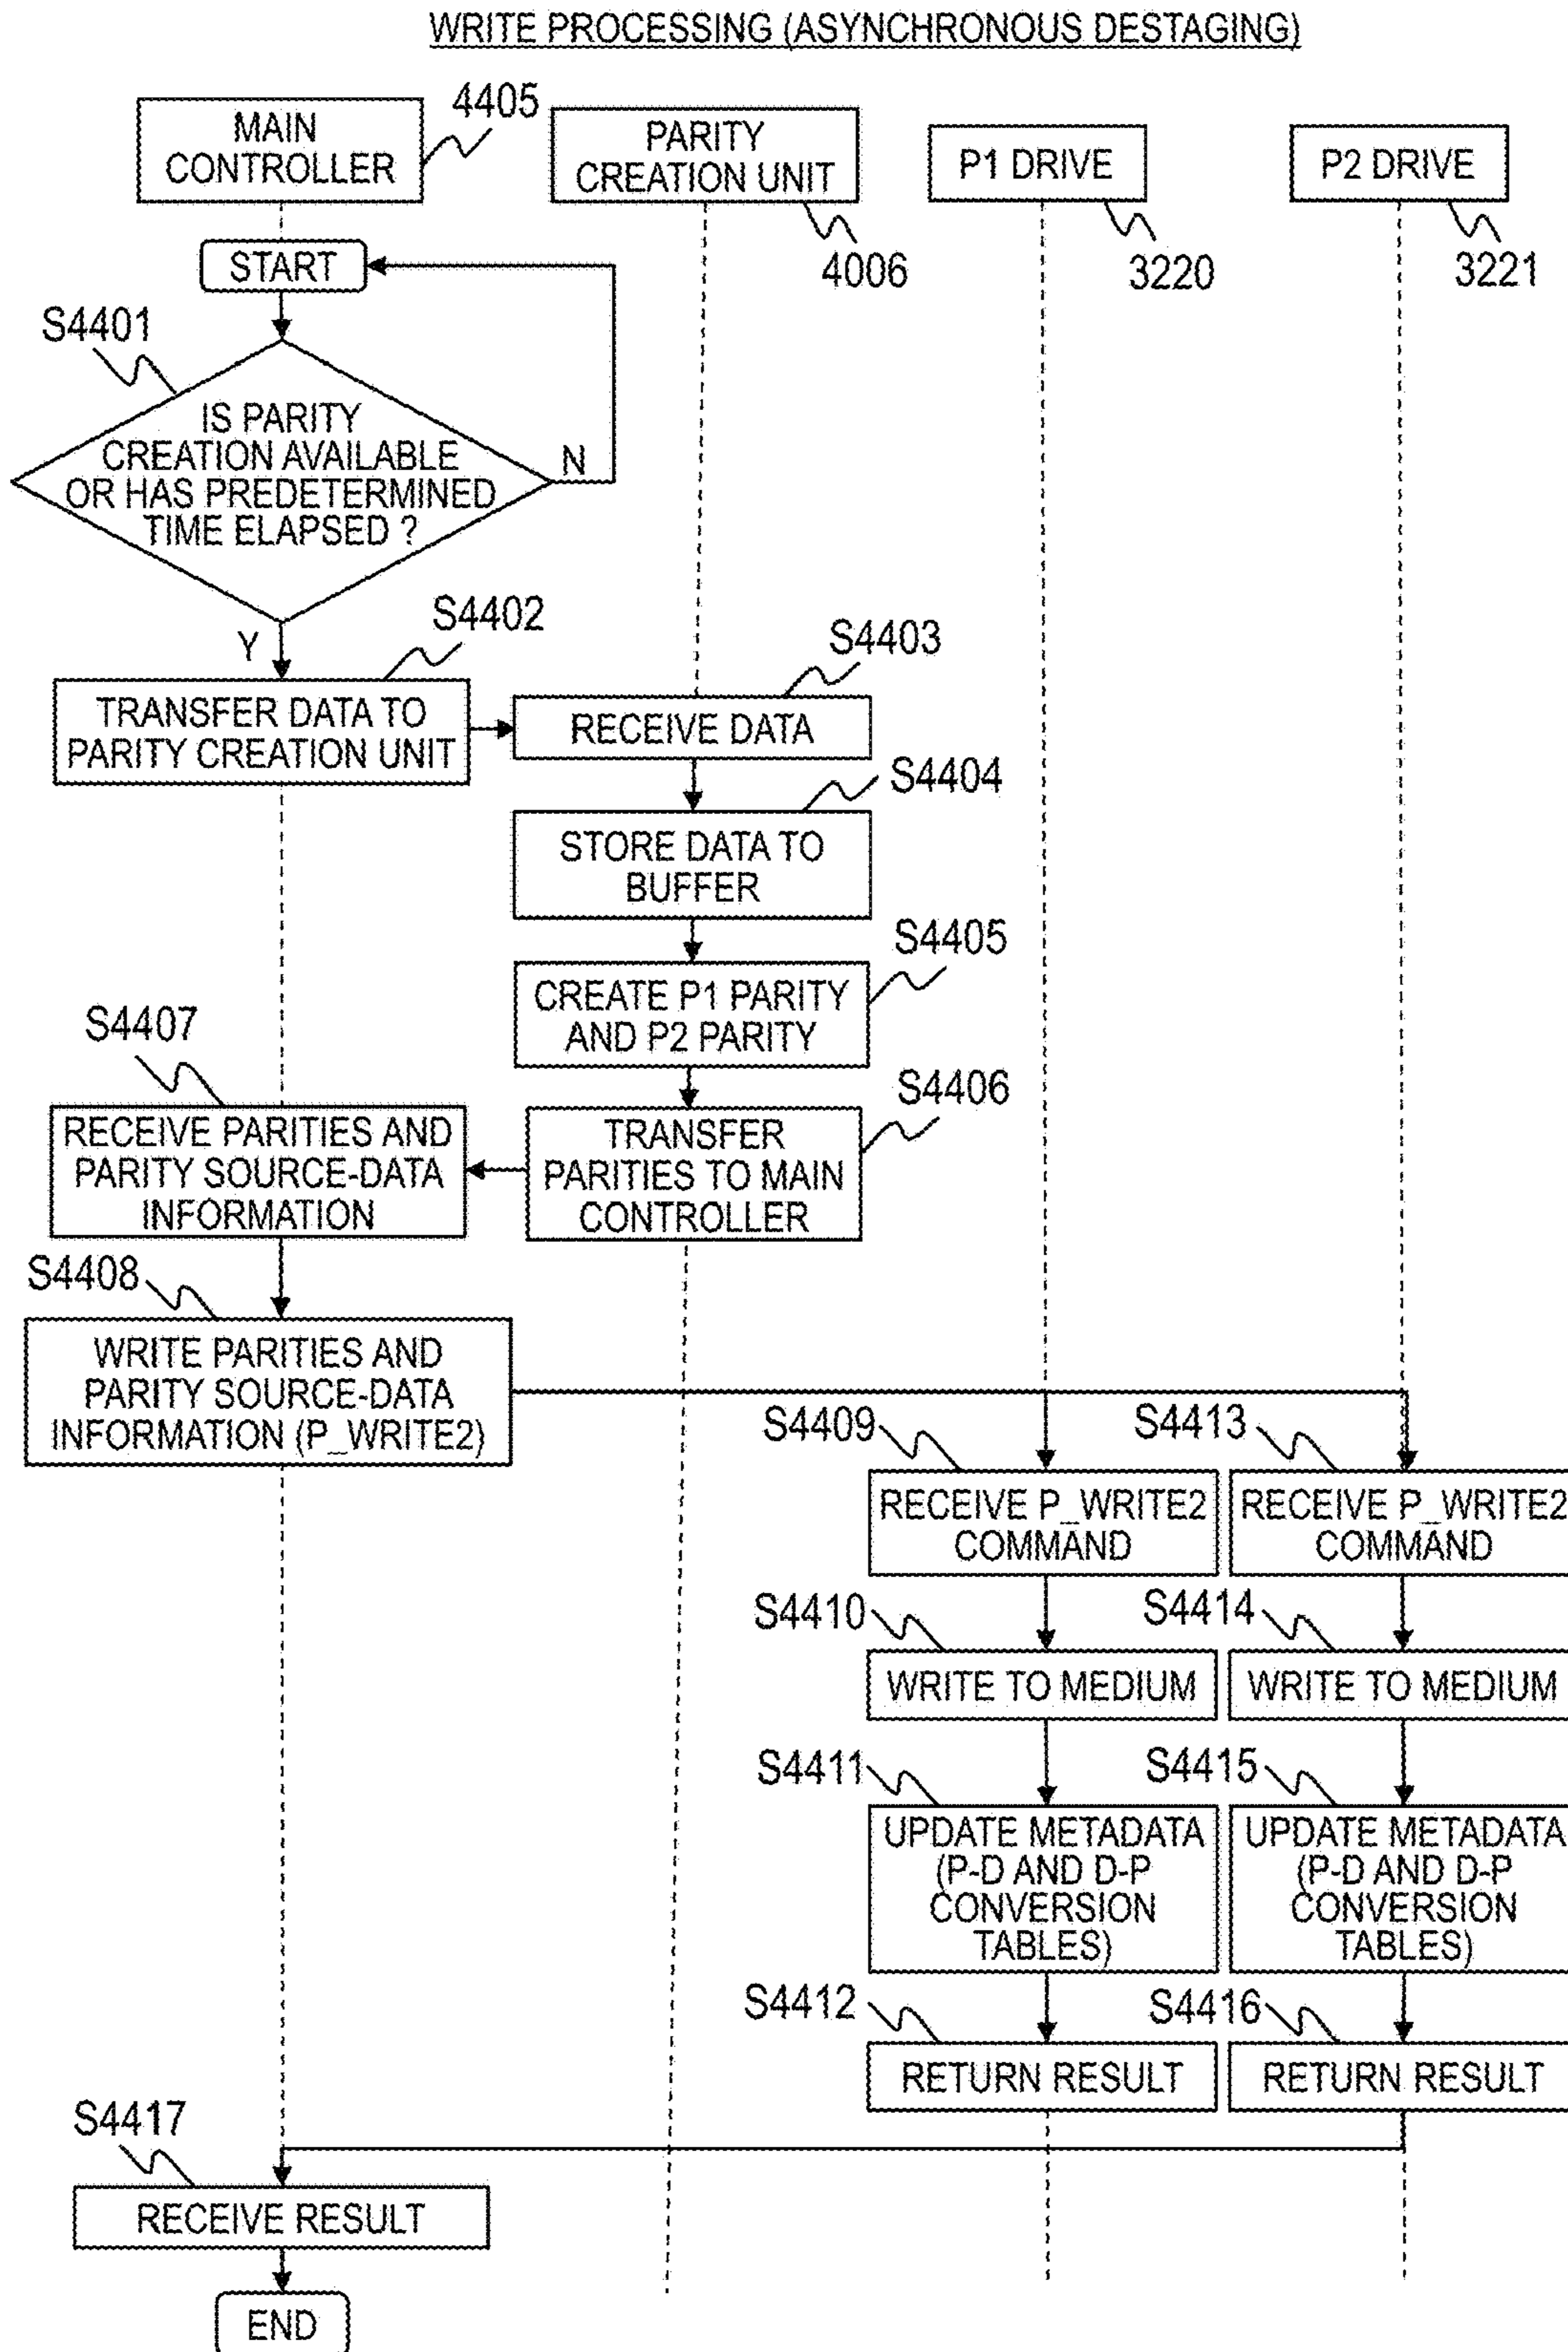 WRITE PROCESSING (ASYNCHRONOUS DESTAGING)
MAIN
CONTROLLER
4405
PARITY
CREATION UNIT
4006
P1 DRIVE
3220
P2 DRIVE
3221
START
S4401
IS PARITY
CREATION AVAILABLE
OR HAS PREDETERMINED
TIME ELAPSED ?
N
Y
S4402
TRANSFER DATA TO
PARITY CREATION UNIT
S4403
RECEIVE DATA
S4404
STORE DATA TO
BUFFER
S4405
CREATE P1 PARITY
AND P2 PARITY
S4406
TRANSFER
PARITIES TO MAIN
CONTROLLER
S4407
RECEIVE PARITIES AND
PARITY SOURCE-DATA
INFORMATION
S4408
WRITE PARITIES AND
PARITY SOURCE-DATA
INFORMATION (P_WRITE2)
S4409
RECEIVE P_WRITE2
COMMAND
S4413
RECEIVE P_WRITE2
COMMAND
S4410
WRITE TO MEDIUM
S4414
WRITE TO MEDIUM
S4411
UPDATE METADATA
(P-D AND D-P
CONVERSION
TABLES)
S4415
UPDATE METADATA
(P-D AND D-P
CONVERSION
TABLES)
S4412
RETURN RESULT
S4416
RETURN RESULT
S4417
RECEIVE RESULT
END